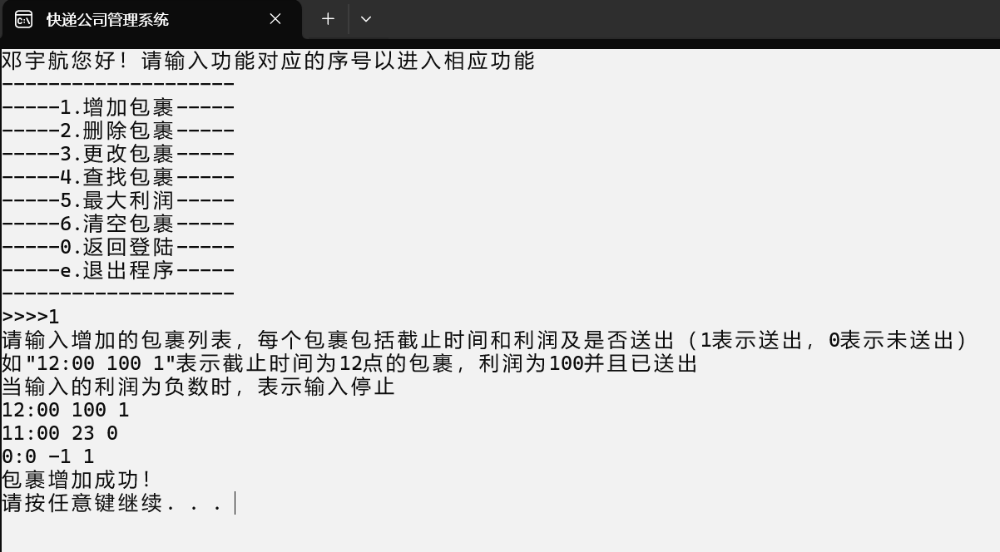 快递公司管理系统
邓宇航您好！请输入功能对应的序号以进入相应功能
--------------------
-----1.增加包裹-----
-----2.删除包裹-----
-----3.更改包裹-----
-----4.查找包裹-----
-----5.最大利润-----
-----6.清空包裹-----
-----0.返回登陆-----
-----e.退出程序-----
--------------------
>>>>1
请输入增加的包裹列表，每个包裹包括截止时间和利润及是否送出（1表示送出，0表示未送出）
如"12:00 100 1"表示截止时间为12点的包裹，利润为100并且已送出
当输入的利润为负数时，表示输入停止
12:00 100 1
11:00 23 0
0:0 -1 1
包裹增加成功！
请按任意键继续. . .